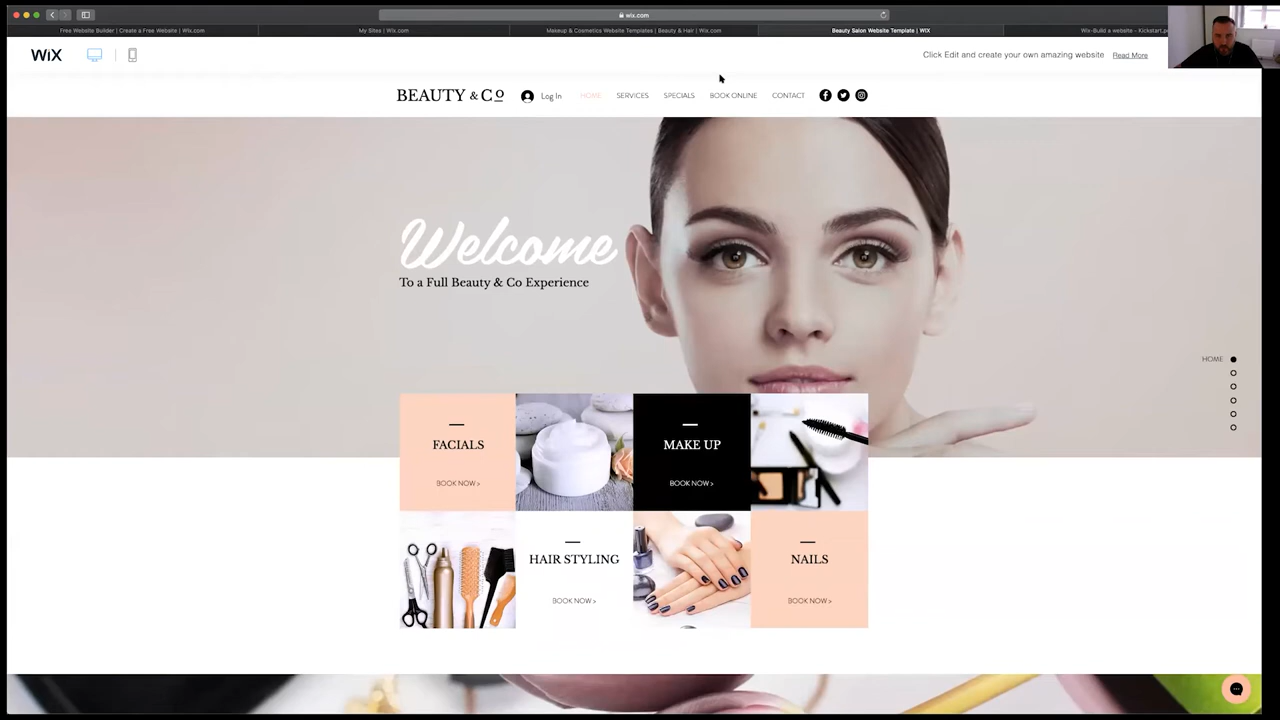 wix.com
Free Website Builder | Create a Free Website | Wix.com
My Sites | Wix.com
Makeup & Cosmetics Website Templates | Beauty & Hair | Wix.com
Beauty Salon Website Template | WIX
Wix-Build a website - Kickstart.p
WiX
Click Edit and create your own amazing website Read More
BEAUTY & Co
Log In
HOME
SERVICES
SPECIALS
BOOK ONLINE
CONTACT
Welcome
To a Full Beauty & Co Experience
HOME
FACIALS
BOOK NOW >
MAKE UP
BOOK NOW >
HAIR STYLING
BOOK NOW >
NAILS
BOOK NOW >